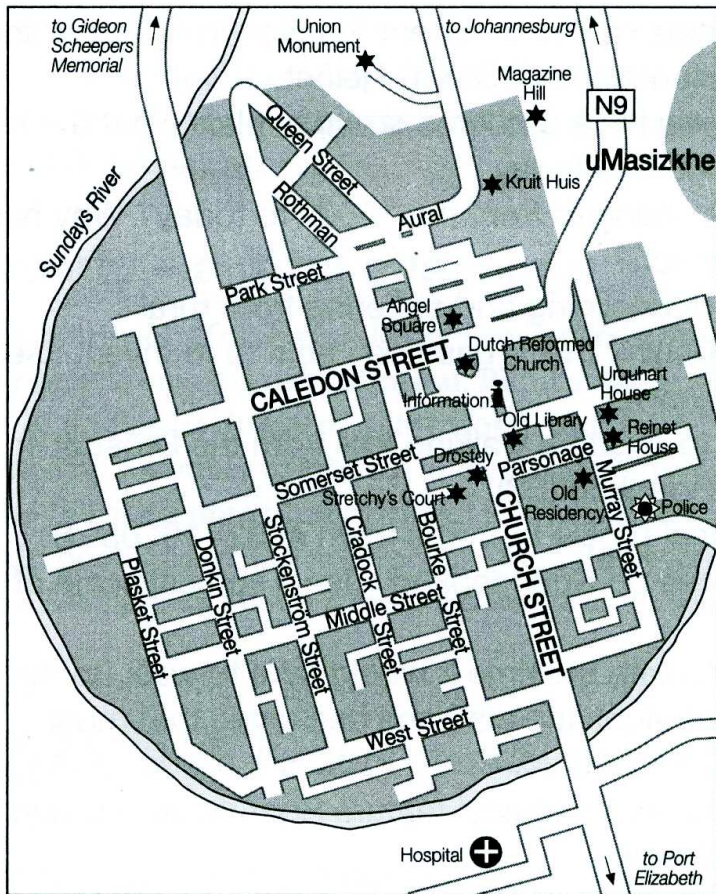 to Gideon
Scheepers
Memorial
Union
Monument
to Johannesburg
Magazine
Hill
N9
uMasizkhe
Kruit Huis
Queen Street
Rothman
Aural
Sundays River
Park Street
Angel
Square
Dutch Reformed
Church
CALEDON STREET
Information
Urquhart
House
Old Library
Reinet
House
Somerset Street
Drostdy
Parsonage
Stretchy's Court
Old
Residency
Police
Murray Street
Plasket Street
Donkin Street
Stockenstrom Street
Cradock Street
Bourke Street
CHURCH STREET
Middle Street
West Street
Hospital
to Port
Elizabeth